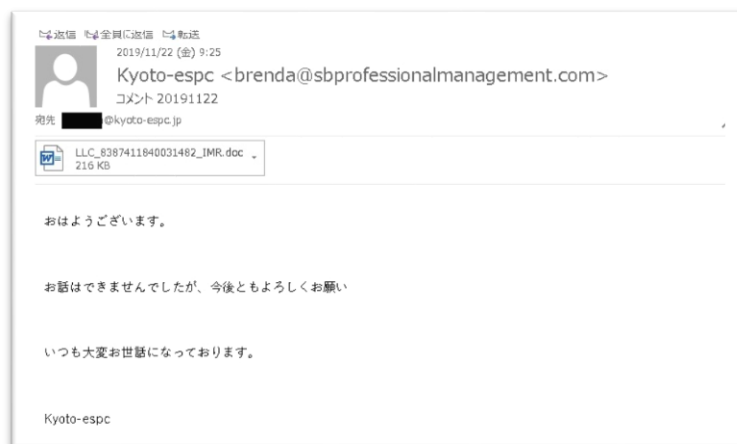 返信 全員に返信 転送
2019/11/22 (金) 9:25
Kyoto-espc <brenda@sbprofessionalmanagement.com>
コメント 20191122
宛先 @kyoto-espc.jp
LLC_8387411840031482_IMR.doc
216 KB
おはようございます。
お話はできませんでしたが、今後ともよろしくお願い
いつも大変お世話になっております。
Kyoto-espc